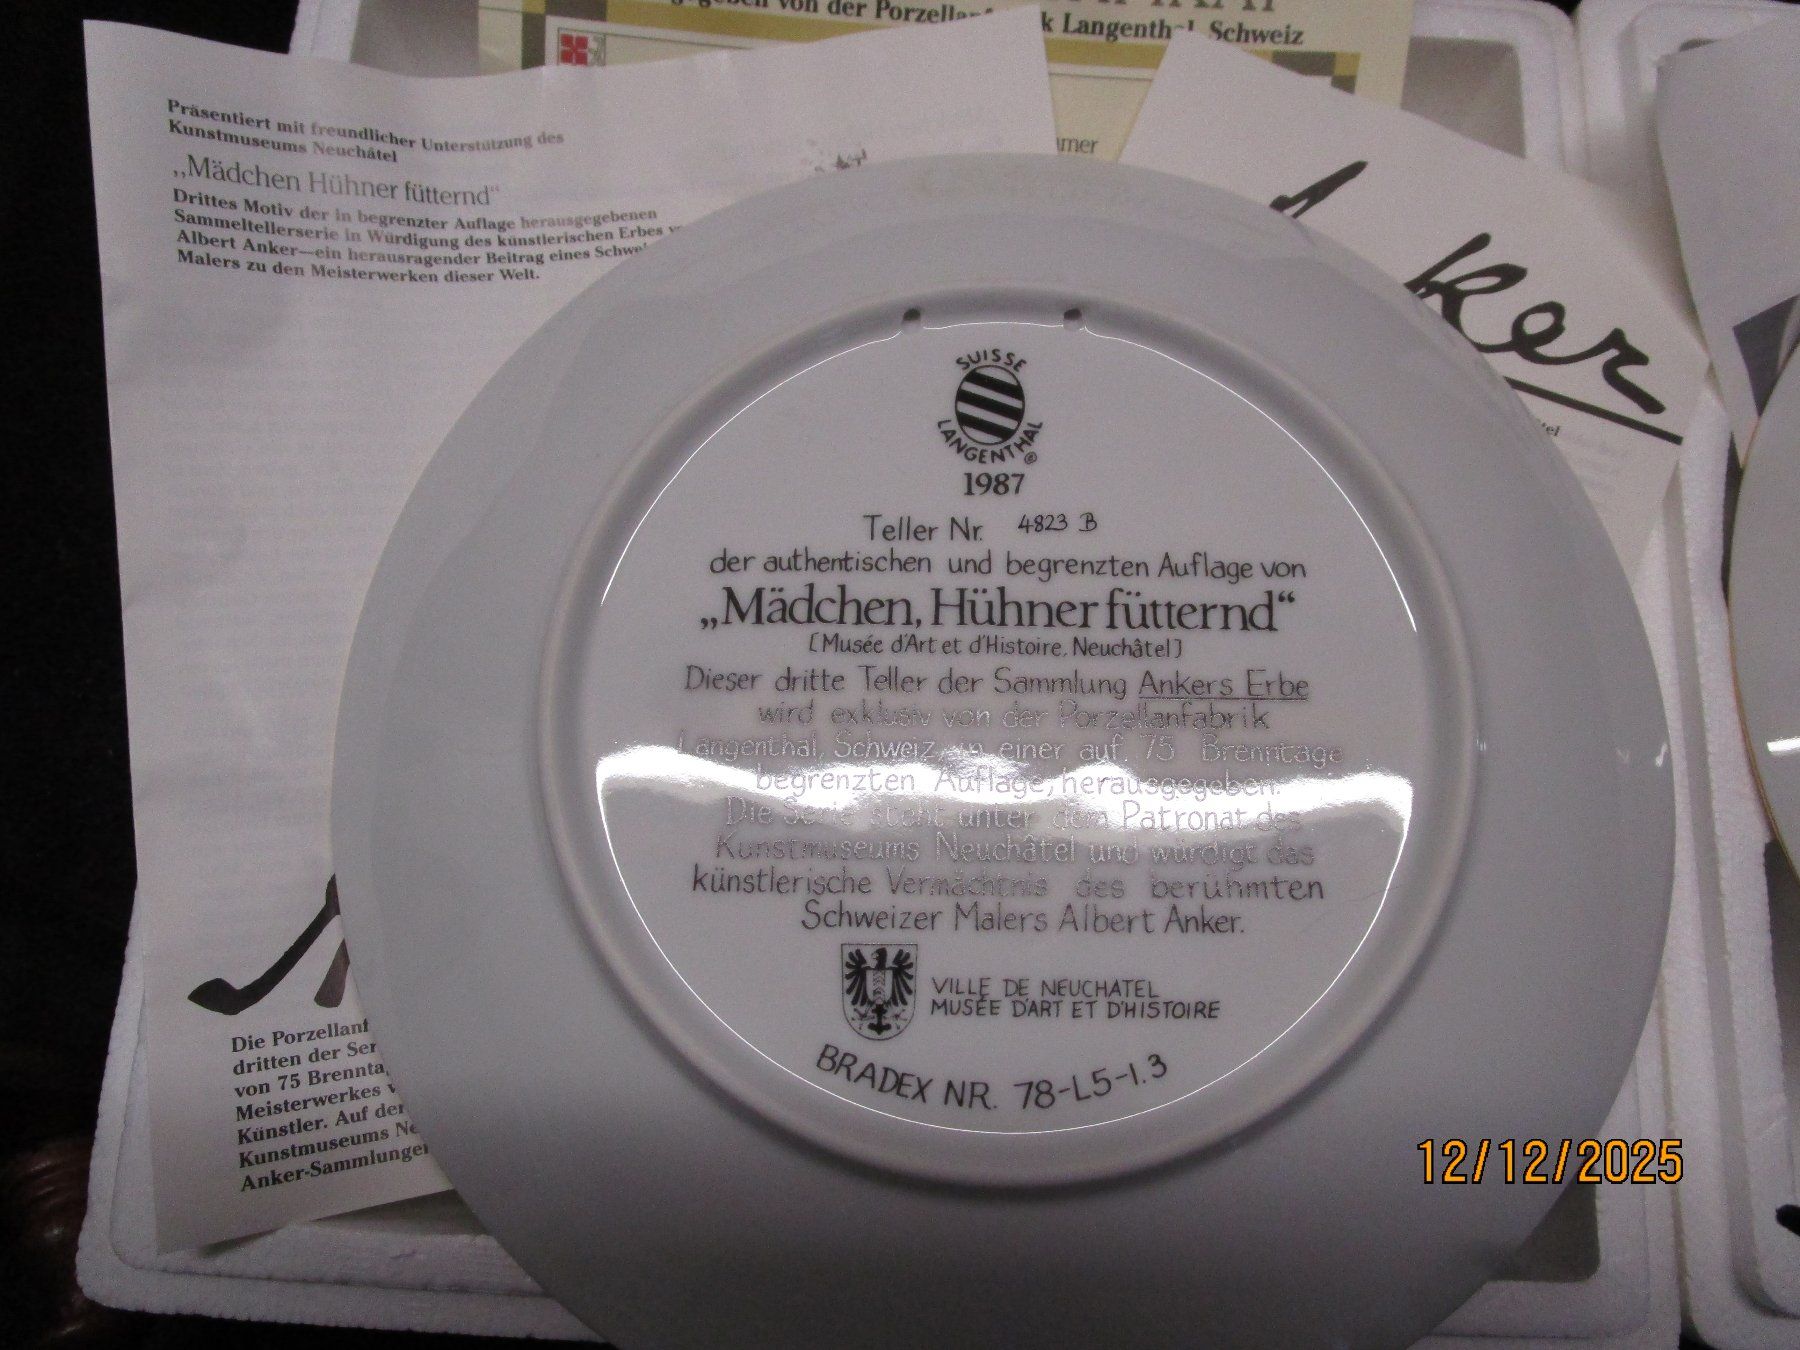 von der
k Langenth
Schweiz
Präsentiert mit freundlicher Unterstützung des
Kunstmuseums Neuchâtel
„Mädchen Hühner fütternd“
Drittes Motiv der in begrenzter Auflage herausgegebenen
Sammeltellerserie in Würdigung des künstlerischen Erbes
Albert Anker—ein herausragender Beitrag eines
Malers zu den Meisterwerken dieser Welt.
SUISSE
LANGENTHAL ©
1987
Teller Nr. 4823 B
der authentischen und begrenzten Auflage von
„Mädchen, Hühner fütternd“
[Musée d'Art et d'Histoire, Neuchâtel]
Dieser dritte Teller der Sammlung Ankers Erbe
wird exklusiv von der Porzellanfabrik
Langenthal, Schweiz, in einer auf 75 Brenntage
begrenzten Auflage, herausgegeben.
Die Serie steht unter dem Patronat des
Kunstmuseums Neuchâtel und würdigt das
künstlerische Vermächtnis des berühmten
Schweizer Malers Albert Anker.
VILLE DE NEUCHATEL
MUSÉE D'ART ET D'HISTOIRE
BRADEX NR. 78-L5-1.3
Die Porzellanf
dritten der Ser
von 75 Brennta
Meisterwerkes v
Künstler. Auf der
Kunstmuseums Ne
Anker-Sammlungen
12/12/2025